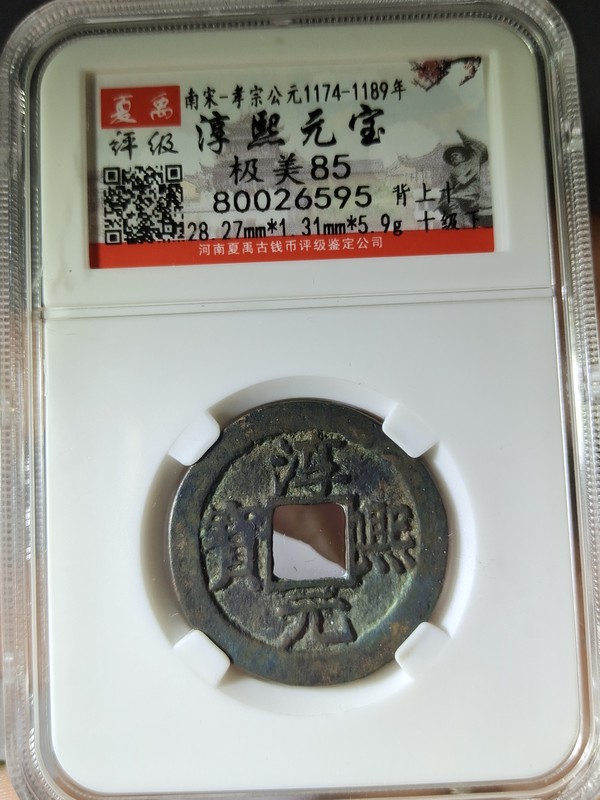 夏禹
评级
南宋-孝宗公元1174-1189年
淳熙元宝
极美85
80026595
背上十
28.27mm*1.31mm*5.9g
十级下
河南夏禹古钱币评级鉴定公司
淳
熙
元
寳